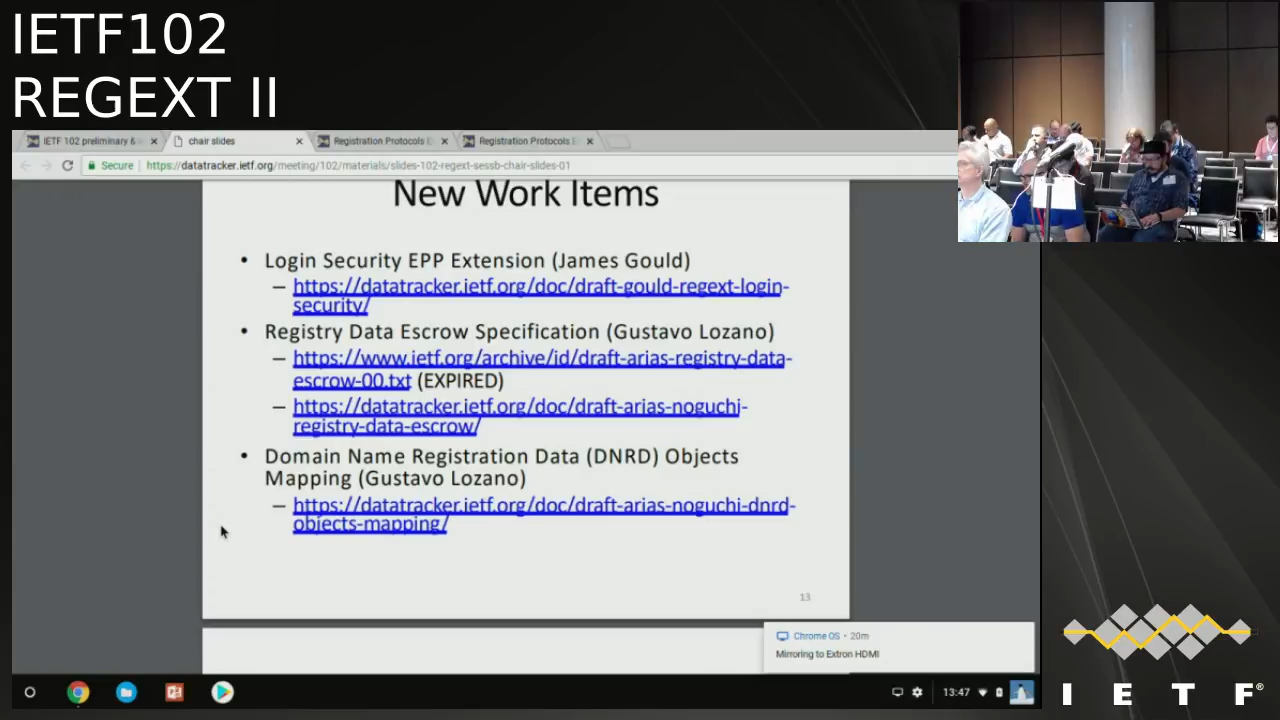 IETF102
REGEXT II
IETF 102 preliminary &
chair slides
Registration Protocols E
Registration Protocols E
Secure
https://datatracker.ietf.org/meeting/102/materials/slides-102-regext-sessb-chair-slides-01
New Work Items
• Login Security EPP Extension (James Gould)
– https://datatracker.ietf.org/doc/draft-gould-regext-login-
security/
• Registry Data Escrow Specification (Gustavo Lozano)
– https://www.ietf.org/archive/id/draft-arias-registry-data-
escrow-00.txt (EXPIRED)
– https://datatracker.ietf.org/doc/draft-arias-noguchi-
registry-data-escrow/
• Domain Name Registration Data (DNRD) Objects
Mapping (Gustavo Lozano)
– https://datatracker.ietf.org/doc/draft-arias-noguchi-dnrd-
objects-mapping/
13
Chrome OS • 20m
Mirroring to Extron HDMI
13:47
I E T F®